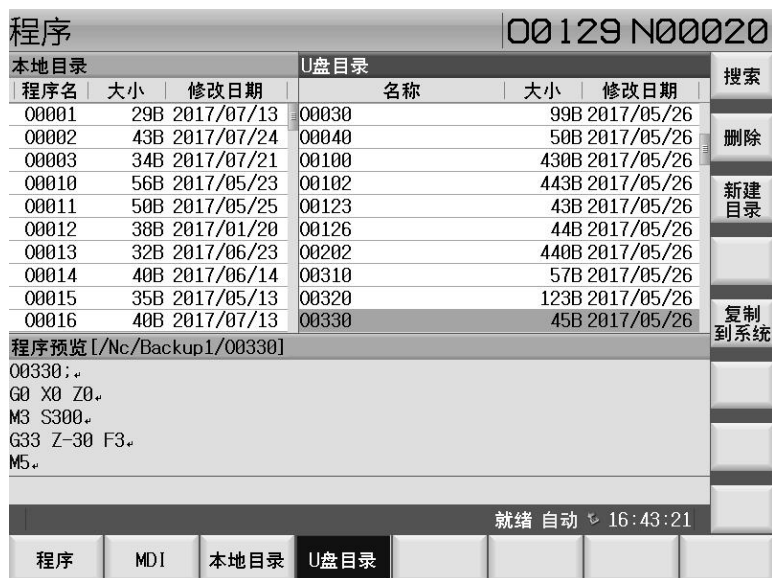 程序 O0129 N00020
本地目录 U盘目录
程序名 大小 修改日期 名称 大小 修改日期
O0001 29B 2017/07/13 O0030 99B 2017/05/26
O0002 43B 2017/07/24 O0040 50B 2017/05/26
O0003 34B 2017/07/21 O0100 430B 2017/05/26
O0010 56B 2017/05/23 O0102 443B 2017/05/26
O0011 50B 2017/05/25 O0123 43B 2017/05/26
O0012 38B 2017/01/20 O0126 44B 2017/05/26
O0013 32B 2017/06/23 O0202 440B 2017/05/26
O0014 40B 2017/06/14 O0310 57B 2017/05/26
O0015 35B 2017/05/13 O0320 123B 2017/05/26
O0016 40B 2017/07/13 O0330 45B 2017/05/26
程序预览[/Nc/Backup1/O0330]
O0330;↵
G0 X0 Z0↵
M3 S300↵
G33 Z-30 F3↵
M5↵
就绪 自动 16:43:21
搜索
删除
新建
目录
复制
到系统
程序 MDI 本地目录 U盘目录